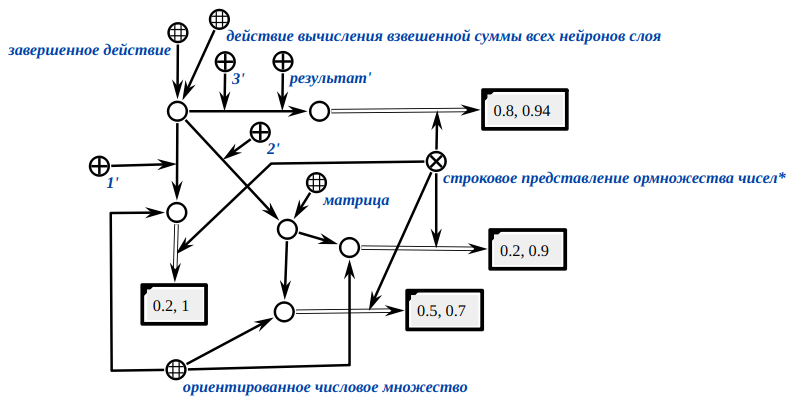 действие вычисления взвешенной суммы всех нейронов слоя
завершенное действие
3'
результат'
0.8, 0.94
2'
1'
строковое представление ормножества чисел*
матрица
0.2, 0.9
0.2, 1
0.5, 0.7
ориентированное числовое множество